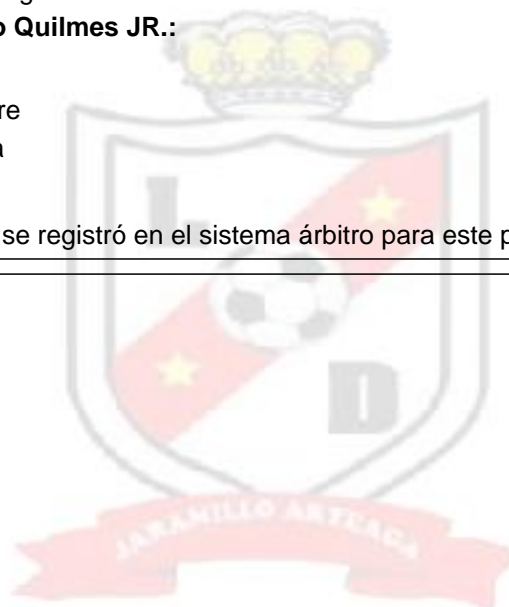 o Quilmes JR.:
re
a
se registró en el sistema árbitro para este p
L
D
JARAMILLO ARTEAGA